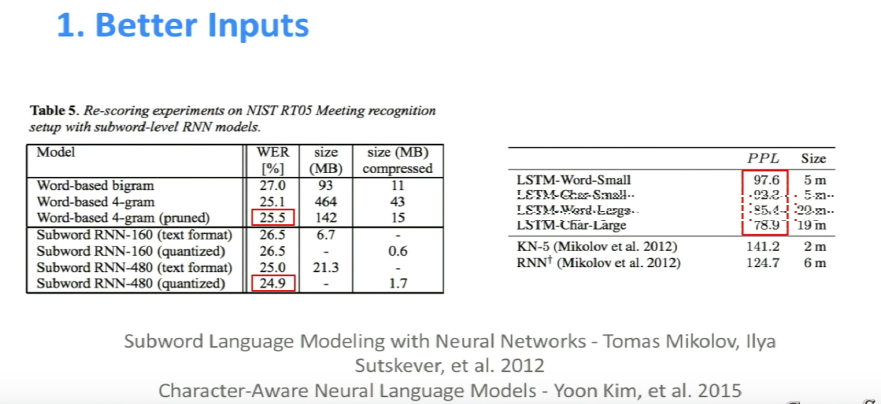 1. Better Inputs
Table 5. Re-scoring experiments on NIST RT05 Meeting recognition
setup with subword-level RNN models.
Model WER size size (MB)
[%] (MB) compressed
Word-based bigram 27.0 93 11
Word-based 4-gram 25.1 464 43
Word-based 4-gram (pruned) 25.5 142 15
Subword RNN-160 (text format) 26.5 6.7 -
Subword RNN-160 (quantized) 26.5 - 0.6
Subword RNN-480 (text format) 25.0 21.3 -
Subword RNN-480 (quantized) 24.9 - 1.7
PPL Size
LSTM-Word-Small 97.6 5 m
LSTM-Char-Small 5 m
LSTM-Word-Large 85.4 20 m
LSTM-Char-Large 78.9 19 m
KN-5 (Mikolov et al. 2012) 141.2 2 m
RNN† (Mikolov et al. 2012) 124.7 6 m
Subword Language Modeling with Neural Networks - Tomas Mikolov, Ilya
Sutskever, et al. 2012
Character-Aware Neural Language Models - Yoon Kim, et al. 2015